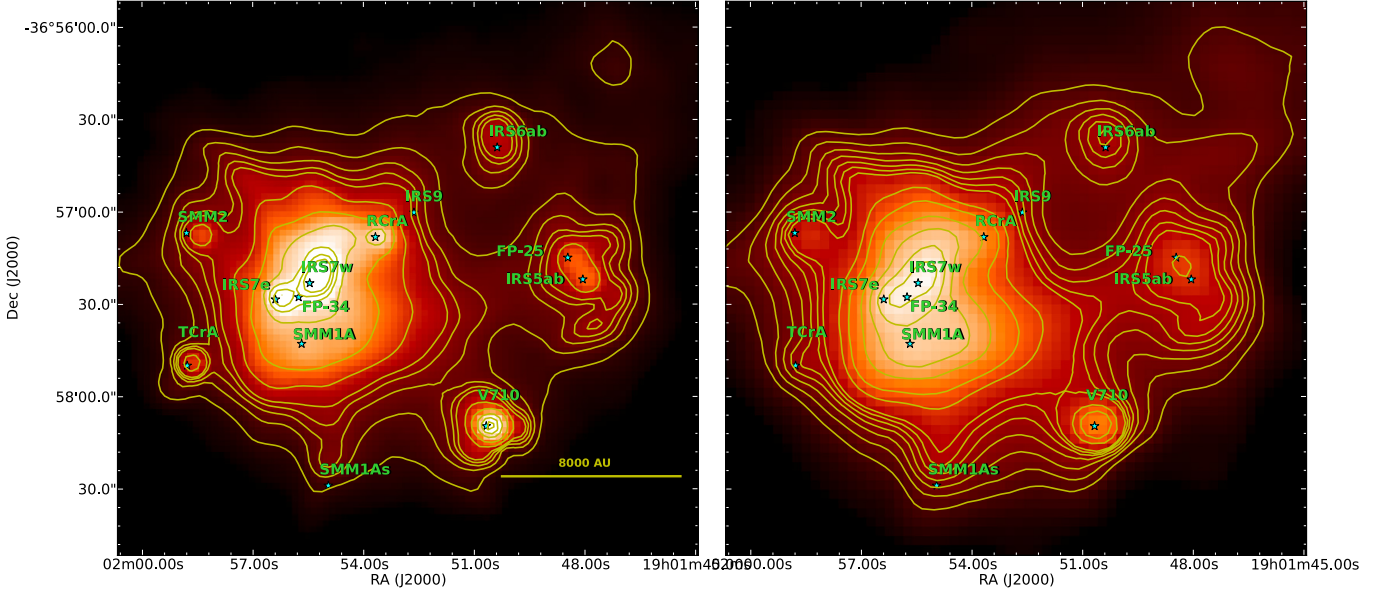 -36°56'00.0"
30.0"
57'00.0"
30.0"
58'00.0"
30.0"
Dec (J2000)
IRS6ab
IRS9
SMM2
RCrA
FP-25
IRS7w
IRS5ab
IRS7e
FP-34
TCrA
SMM1A
V710
8000 AU
SMM1As
02m00.00s
57.00s
54.00s
51.00s
48.00s
19h01m45.00s
RA (J2000)
IRS6ab
IRS9
SMM2
RCrA
FP-25
IRS7w
IRS5ab
IRS7e
FP-34
TCrA
SMM1A
V710
SMM1As
02m00.00s
57.00s
54.00s
51.00s
48.00s
19h01m45.00s
RA (J2000)